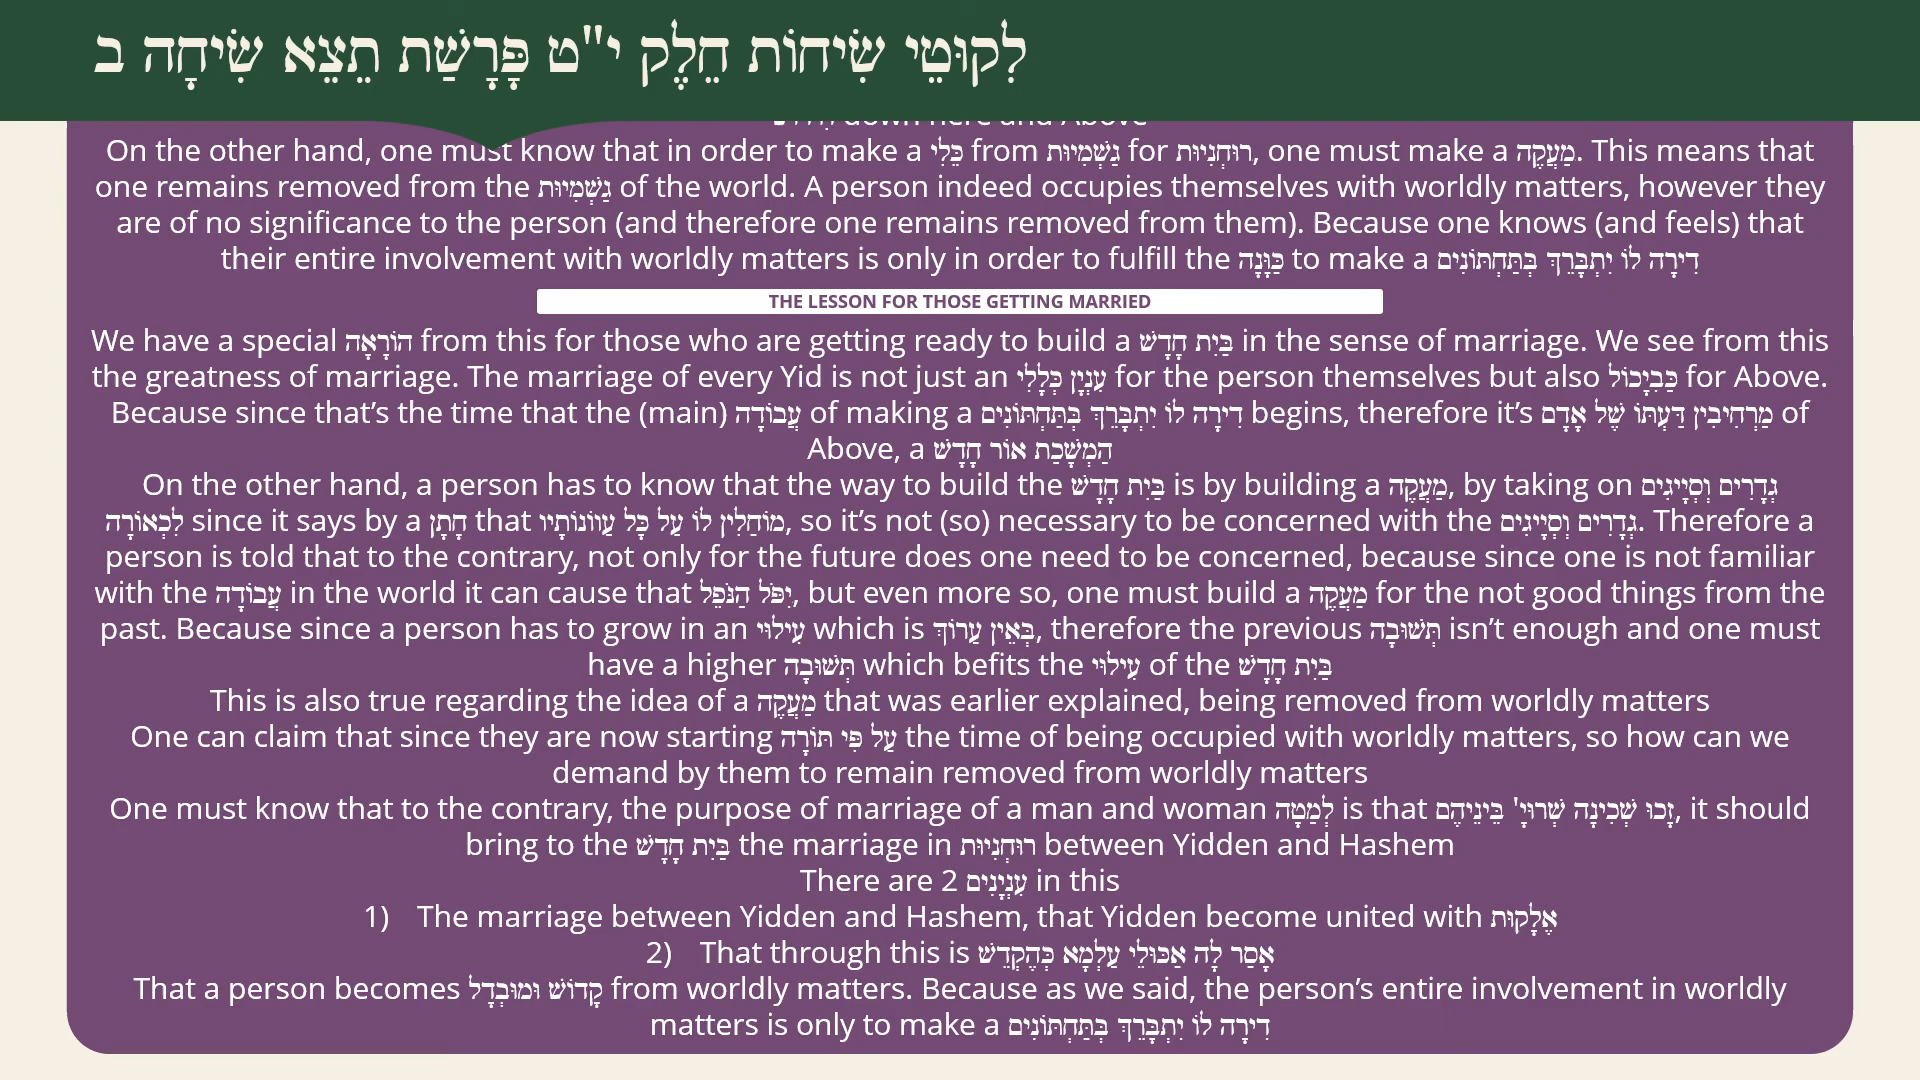 לִקוּטֵי שִׂיחוֹת חֵלֶק י"ט פָּרָשַׁת תֵצֵא שִׂיחָה ב
down here and Above
On the other hand, one must know that in order to make a כֵּלִי from גַשְׁמִיוּת for רוּחְנִיוּת, one must make a מַעֲקֶה. This means that
one remains removed from the גַשְׁמִיוּת of the world. A person indeed occupies themselves with worldly matters, however they
are of no significance to the person (and therefore one remains removed from them). Because one knows (and feels) that
their entire involvement with worldly matters is only in order to fulfill the כַּוָנָה to make a דִירָה לוֹ יִתְבָּרֵךְ בְּתַּחְתּוֹנִים
THE LESSON FOR THOSE GETTING MARRIED
We have a special הוֹרָאָה from this for those who are getting ready to build a בַּיִת חָדָשׁ in the sense of marriage. We see from this
the greatness of marriage. The marriage of every Yid is not just an עִנְיָן כְּלָלִי for the person themselves but also כַּבִיָכוֹל for Above.
Because since that’s the time that the (main) עֲבוֹדָה of making a דִירָה לוֹ יִתְבָּרֵךְ בְּתַּחְתּוֹנִים begins, therefore it’s מַרְחִיבִין דַּעְתּוֹ שֶׁל אָדָם of
Above, a הַמְשָׁכַת אוֹר חָדָשׁ
On the other hand, a person has to know that the way to build the בַּיִת חָדָשׁ is by building a מַעֲקֶה, by taking on גְדָרִים וְסְיָיגִים
לִכְאוֹרָה since it says by a חָתָן that מוֹחֲלִין לוֹ עַל כָּל עֲווֹנוֹתָיו, so it’s not (so) necessary to be concerned with the גְדָרִים וְסְיָיגִים. Therefore a
person is told that to the contrary, not only for the future does one need to be concerned, because since one is not familiar
with the עֲבוֹדָה in the world it can cause that יִפֹּל הַנֹּפֵל, but even more so, one must build a מַעֲקֶה for the not good things from the
past. Because since a person has to grow in an עִילוּי which is בְּאֵין עֲרוֹךְ, therefore the previous תְּשׁוּבָה isn’t enough and one must
have a higher תְּשׁוּבָה which befits the עִילוּי of the בַּיִת חָדָשׁ
This is also true regarding the idea of a מַעֲקֶה that was earlier explained, being removed from worldly matters
One can claim that since they are now starting עַל פִּי תּוֹרָה the time of being occupied with worldly matters, so how can we
demand by them to remain removed from worldly matters
One must know that to the contrary, the purpose of marriage of a man and woman לְמַטָה is that זָכוּ שְׁכִינָה שְׁרוּיָ' בֵּינֵיהֶם, it should
bring to the בַּיִת חָדָשׁ the marriage in רוּחְנִיוּת between Yidden and Hashem
There are 2 עִנְיָנִים in this
1) The marriage between Yidden and Hashem, that Yidden become united with אֱלָקוּת
2) That through this is אָסַר לָהּ אַכּוּלֵי עַלְמָא כְּהֶקְדֵשׁ
That a person becomes קָדוֹשׁ וּמוּבְדָל from worldly matters. Because as we said, the person’s entire involvement in worldly
matters is only to make a דִירָה לוֹ יִתְבָּרֵךְ בְּתַּחְתּוֹנִים